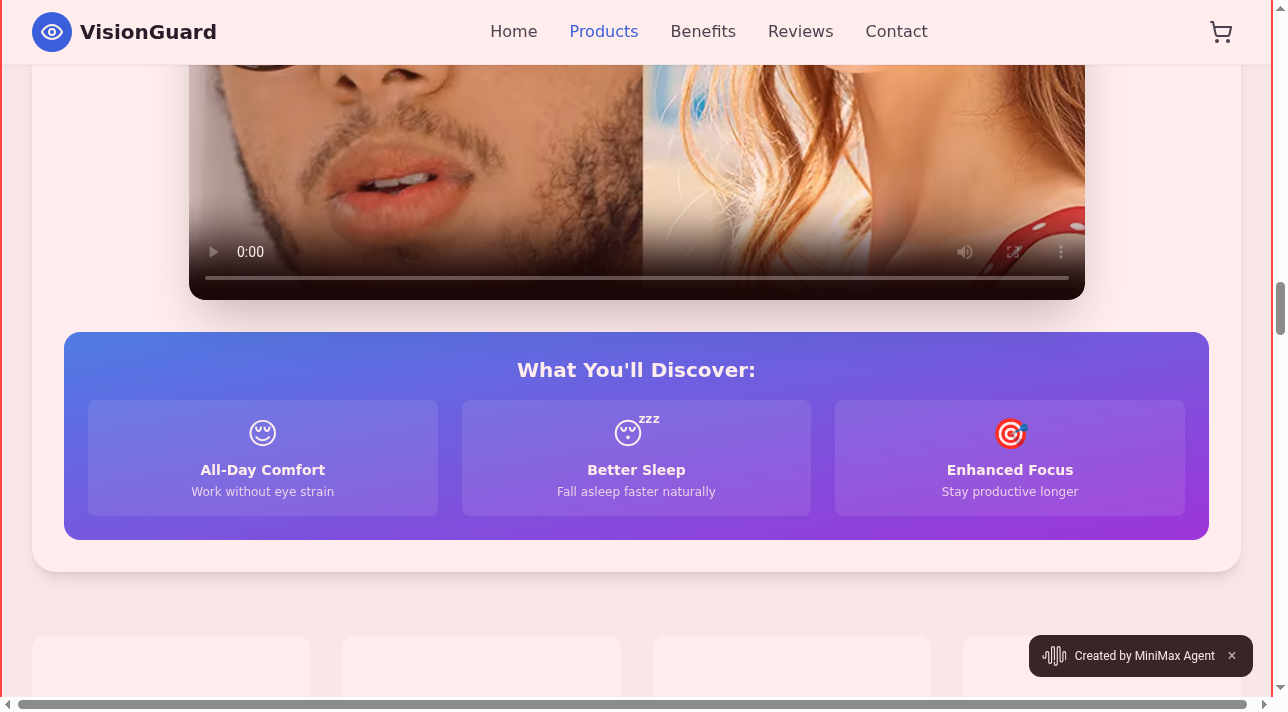 VisionGuard
Home Products Benefits Reviews Contact
0:00
What You'll Discover:
All-Day Comfort
Work without eye strain
zzz
Better Sleep
Fall asleep faster naturally
Enhanced Focus
Stay productive longer
Created by MiniMax Agent ×